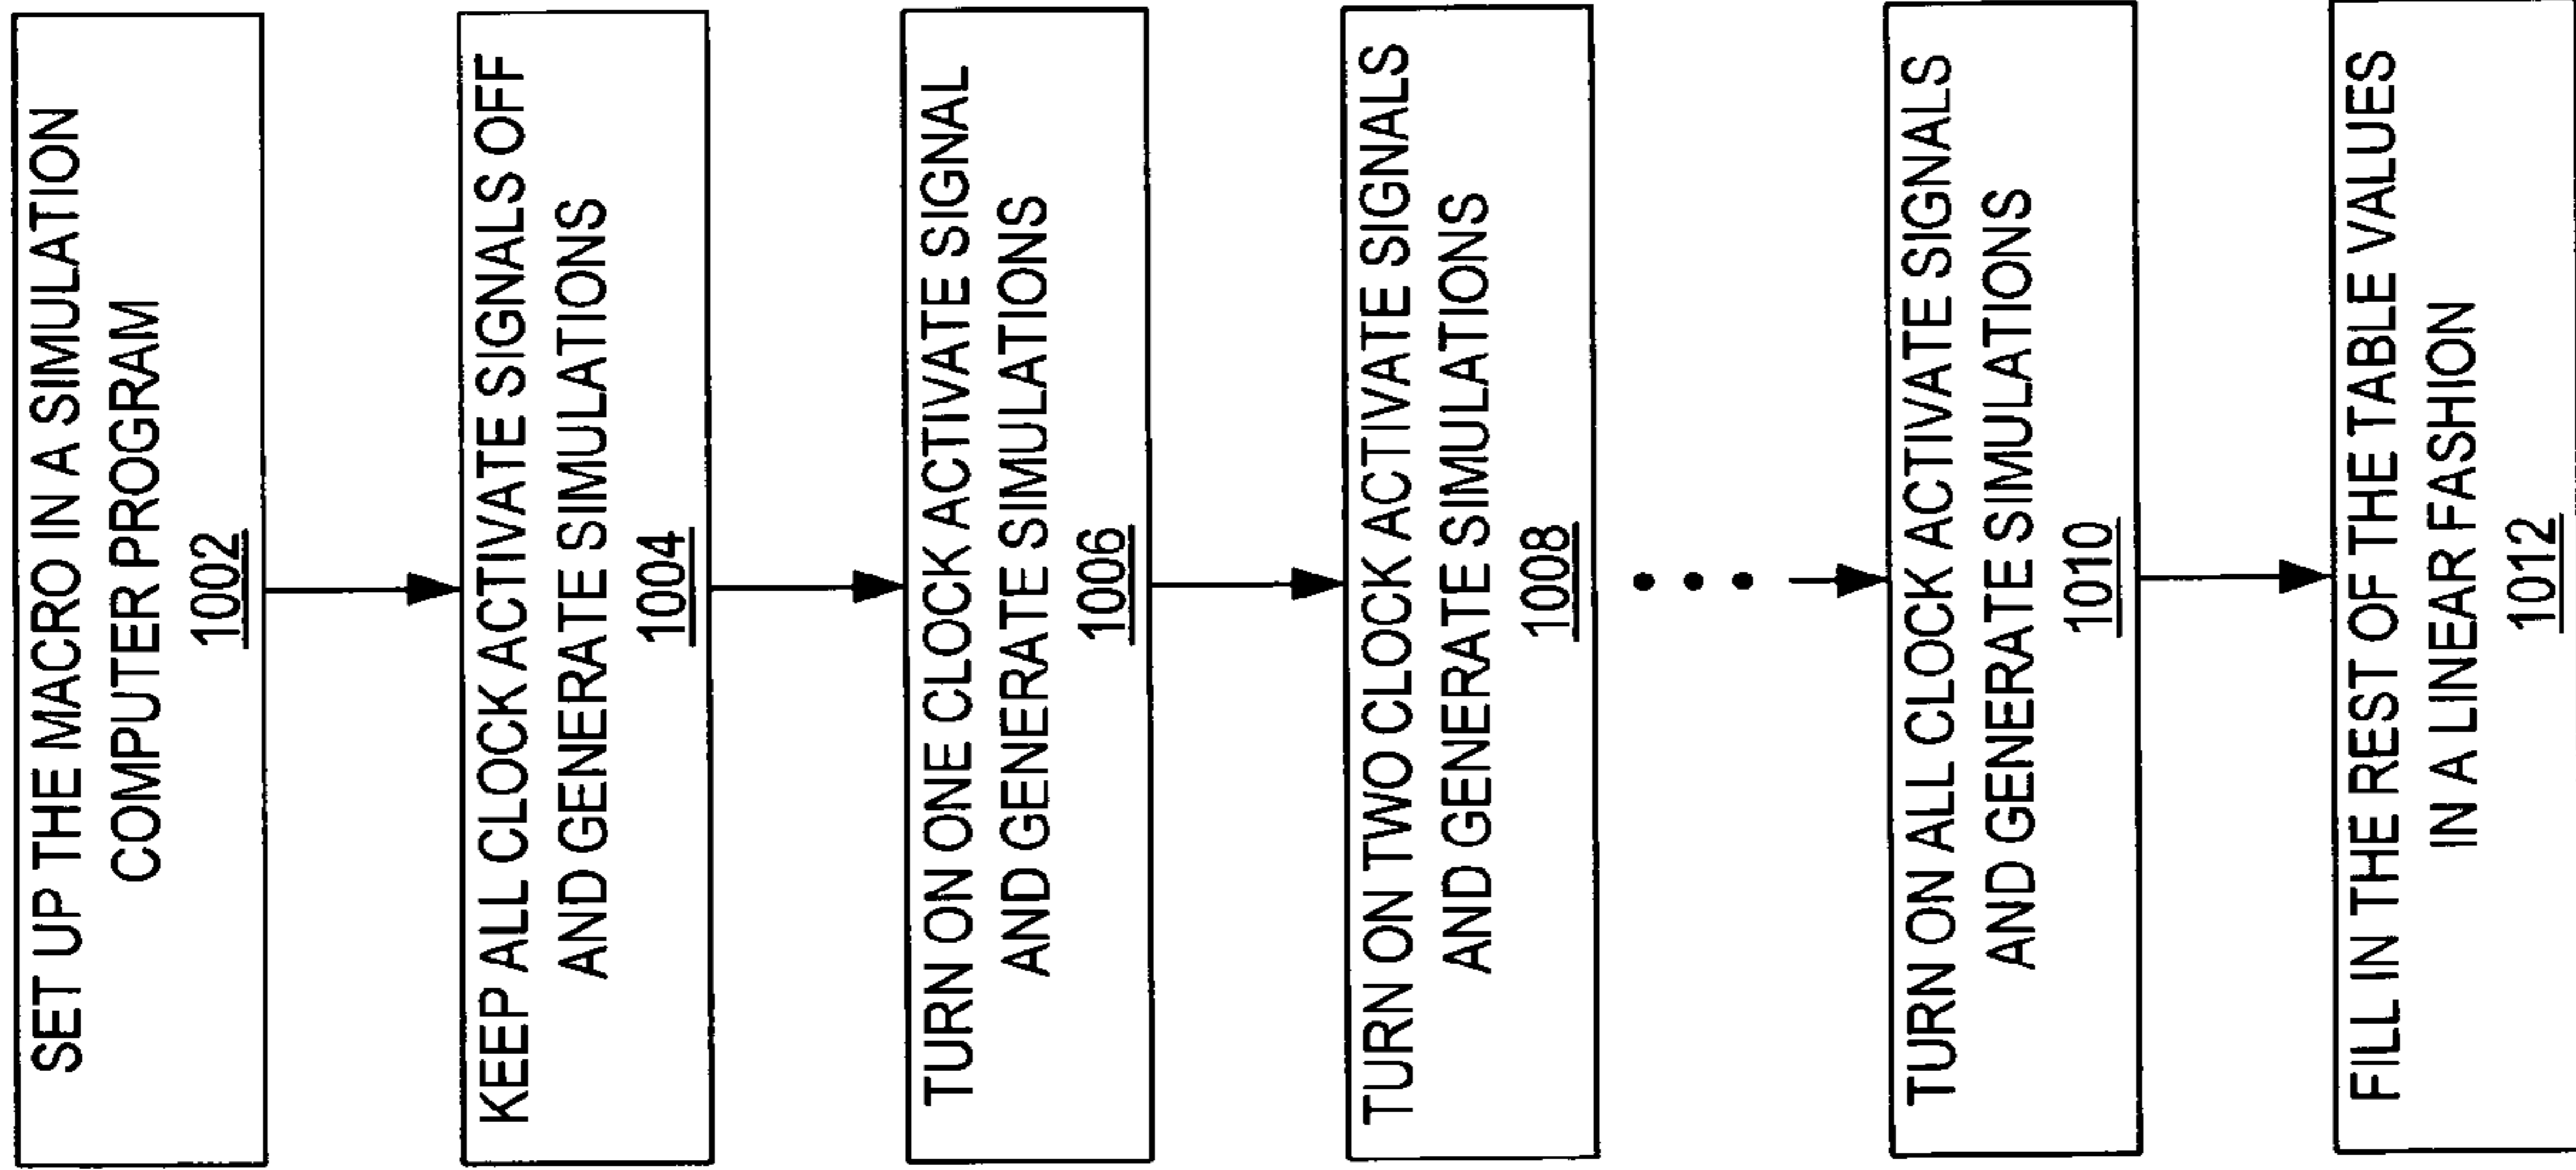 SET UP THE MACRO IN A SIMULATION
COMPUTER PROGRAM
1002
KEEP ALL CLOCK ACTIVATE SIGNALS OFF
AND GENERATE SIMULATIONS
1004
TURN ON ONE CLOCK ACTIVATE SIGNAL
AND GENERATE SIMULATIONS
1006
TURN ON TWO CLOCK ACTIVATE SIGNALS
AND GENERATE SIMULATIONS
1008
TURN ON ALL CLOCK ACTIVATE SIGNALS
AND GENERATE SIMULATIONS
1010
FILL IN THE REST OF THE TABLE VALUES
IN A LINEAR FASHION
1012